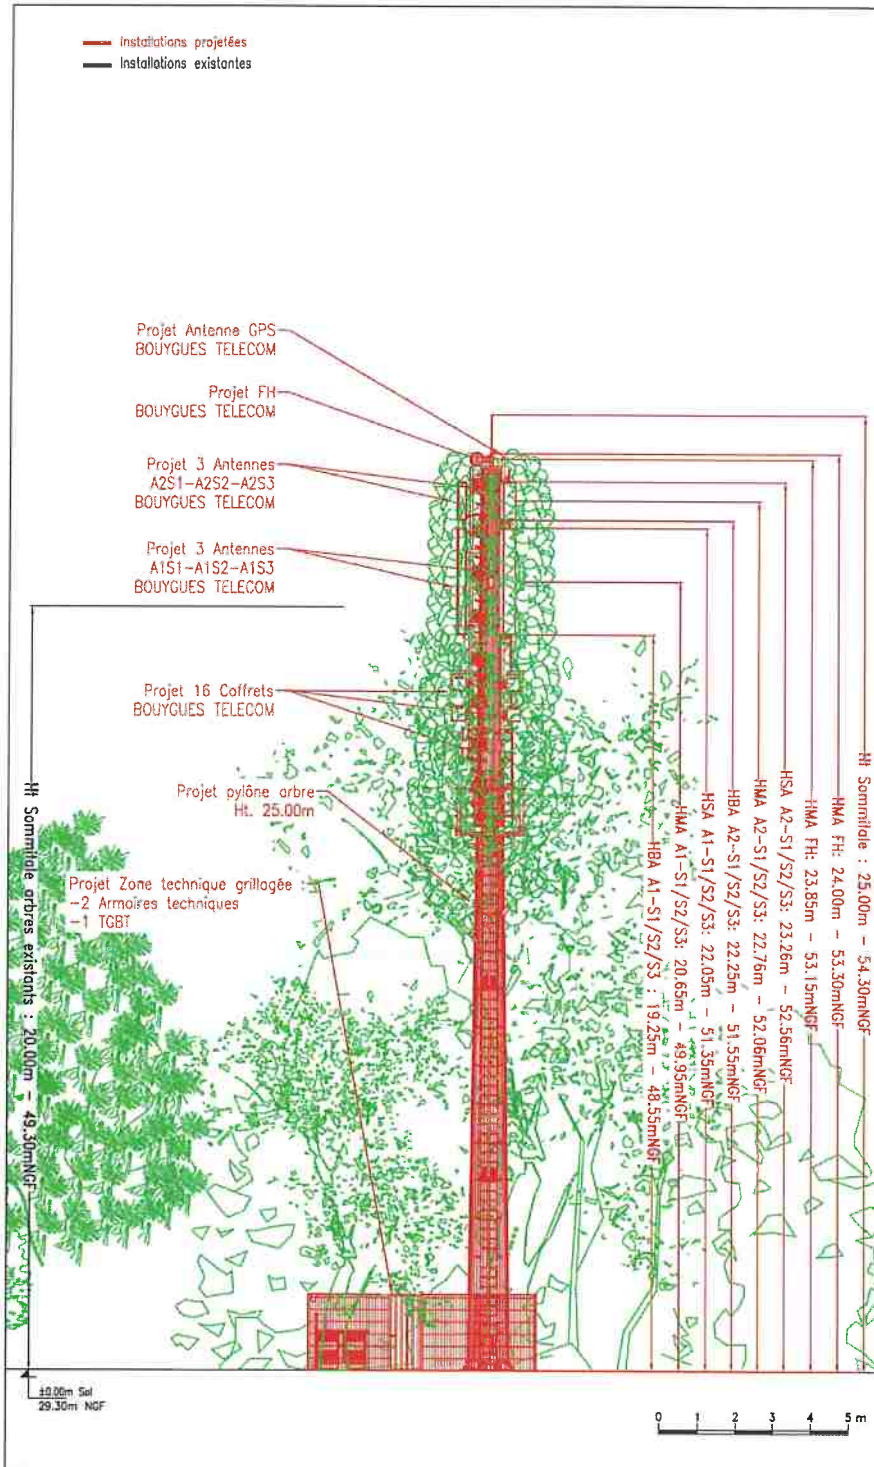 Installations projetées
Installations existantes
Projet Antenne GPS
BOUYGUES TELECOM
Projet FH
BOUYGUES TELECOM
Projet 3 Antennes
A2S1-A2S2-A2S3
BOUYGUES TELECOM
Projet 3 Antennes
A1S1-A1S2-A1S3
BOUYGUES TELECOM
Projet 16 Coffrets
BOUYGUES TELECOM
Projet pylône arbre
Ht. 25.00m
Projet Zone technique grillagée :
-2 Armoires techniques
-1 TGBT
Ht Sommitale arbres existants : 20.00m - 49.30mNGF
HBA A1-S1/S2/S3 : 19.25m - 48.55mNGF
HMA A1-S1/S2/S3: 20.65m - 49.95mNGF
HSA A1-S1/S2/S3: 22.05m - 51.35mNGF
HBA A2-S1/S2/S3: 22.25m - 51.55mNGF
HMA A2-S1/S2/S3: 22.76m - 52.06mNGF
HSA A2-S1/S2/S3: 23.26m - 52.56mNGF
HMA FH: 23.85m - 53.15mNGF
HMA FH: 24.00m - 53.30mNGF
Ht Sommitale : 25.00m - 54.30mNGF
±0.00m Sol
29.30m NGF
0 1 2 3 4 5 m